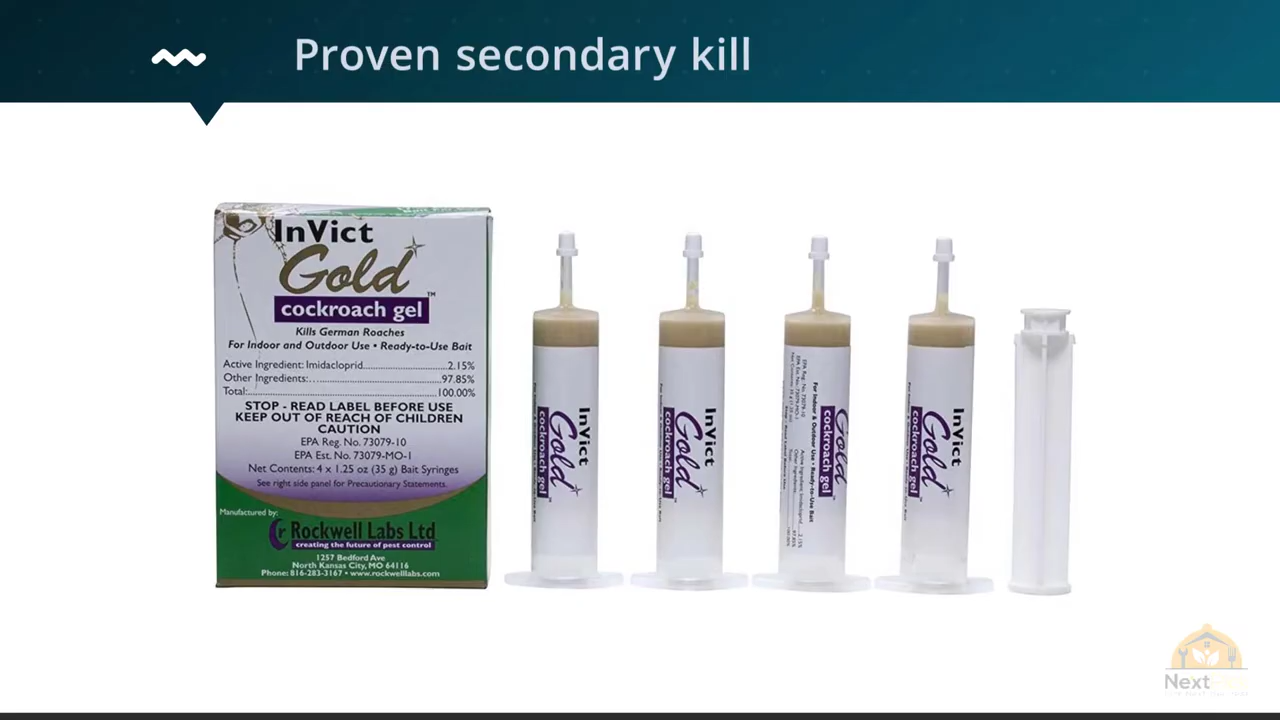 Proven secondary kill
InVict
Gold™
cockroach gel
Kills German Roaches
For Indoor and Outdoor Use • Ready-to-Use Bait
Active Ingredient: Imidacloprid........................2.15%
Other Ingredients:......................................97.85%
Total:.......................................................100.00%
STOP - READ LABEL BEFORE USE
KEEP OUT OF REACH OF CHILDREN
CAUTION
EPA Reg. No. 73079-10
EPA Est. No. 73079-MO-1
Net Contents: 4 x 1.25 oz (35 g) Bait Syringes
See right side panel for Precautionary Statements.
Manufactured by:
r Rockwell Labs Ltd
creating the future of pest control
1257 Bedford Ave
North Kansas City, MO 64116
Phone: 816-283-3167 • www.rockwelllabs.com
InVict
Gold
cockroach gel
InVict
Gold
cockroach gel
Gold
cockroach gel
For Indoor & Outdoor Use • Ready-to-Use Bait
InVict
Gold
cockroach gel
Next